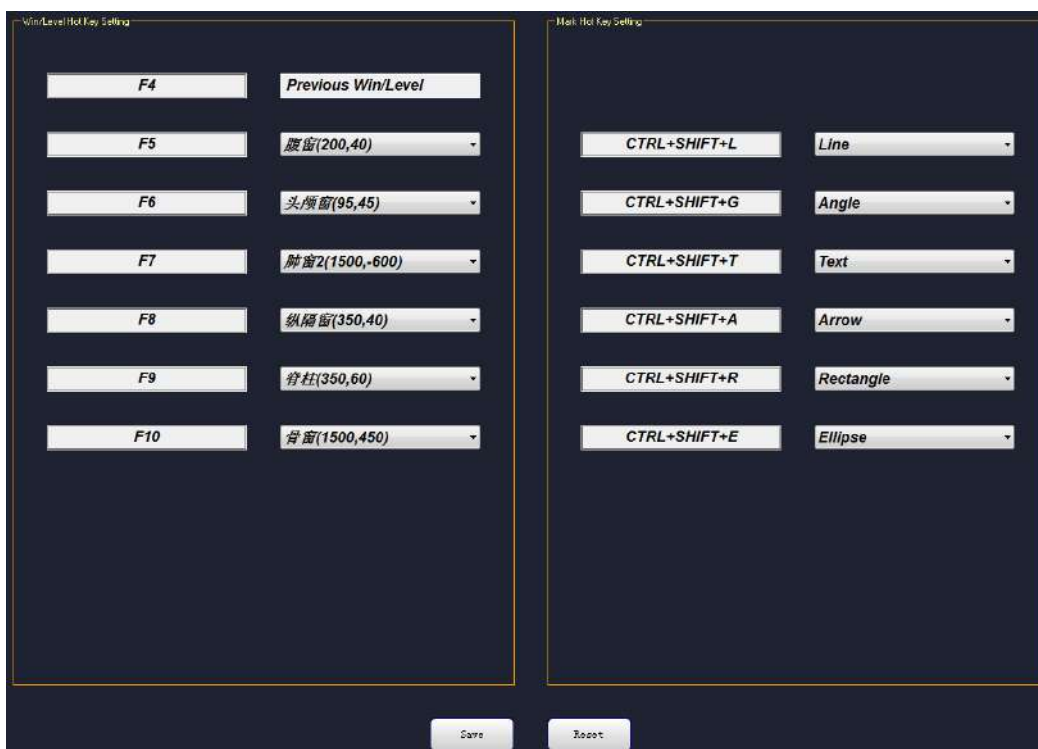 Win/Level Hot Key Setting
F4 Previous Win/Level
F5 腹窗(200,40)
F6 头颅窗(95,45)
F7 肺窗2(1500,-600)
F8 纵隔窗(350,40)
F9 脊柱(350,60)
F10 骨窗(1500,450)
Mark Hot Key Setting
CTRL+SHIFT+L Line
CTRL+SHIFT+G Angle
CTRL+SHIFT+T Text
CTRL+SHIFT+A Arrow
CTRL+SHIFT+R Rectangle
CTRL+SHIFT+E Ellipse
Save Reset